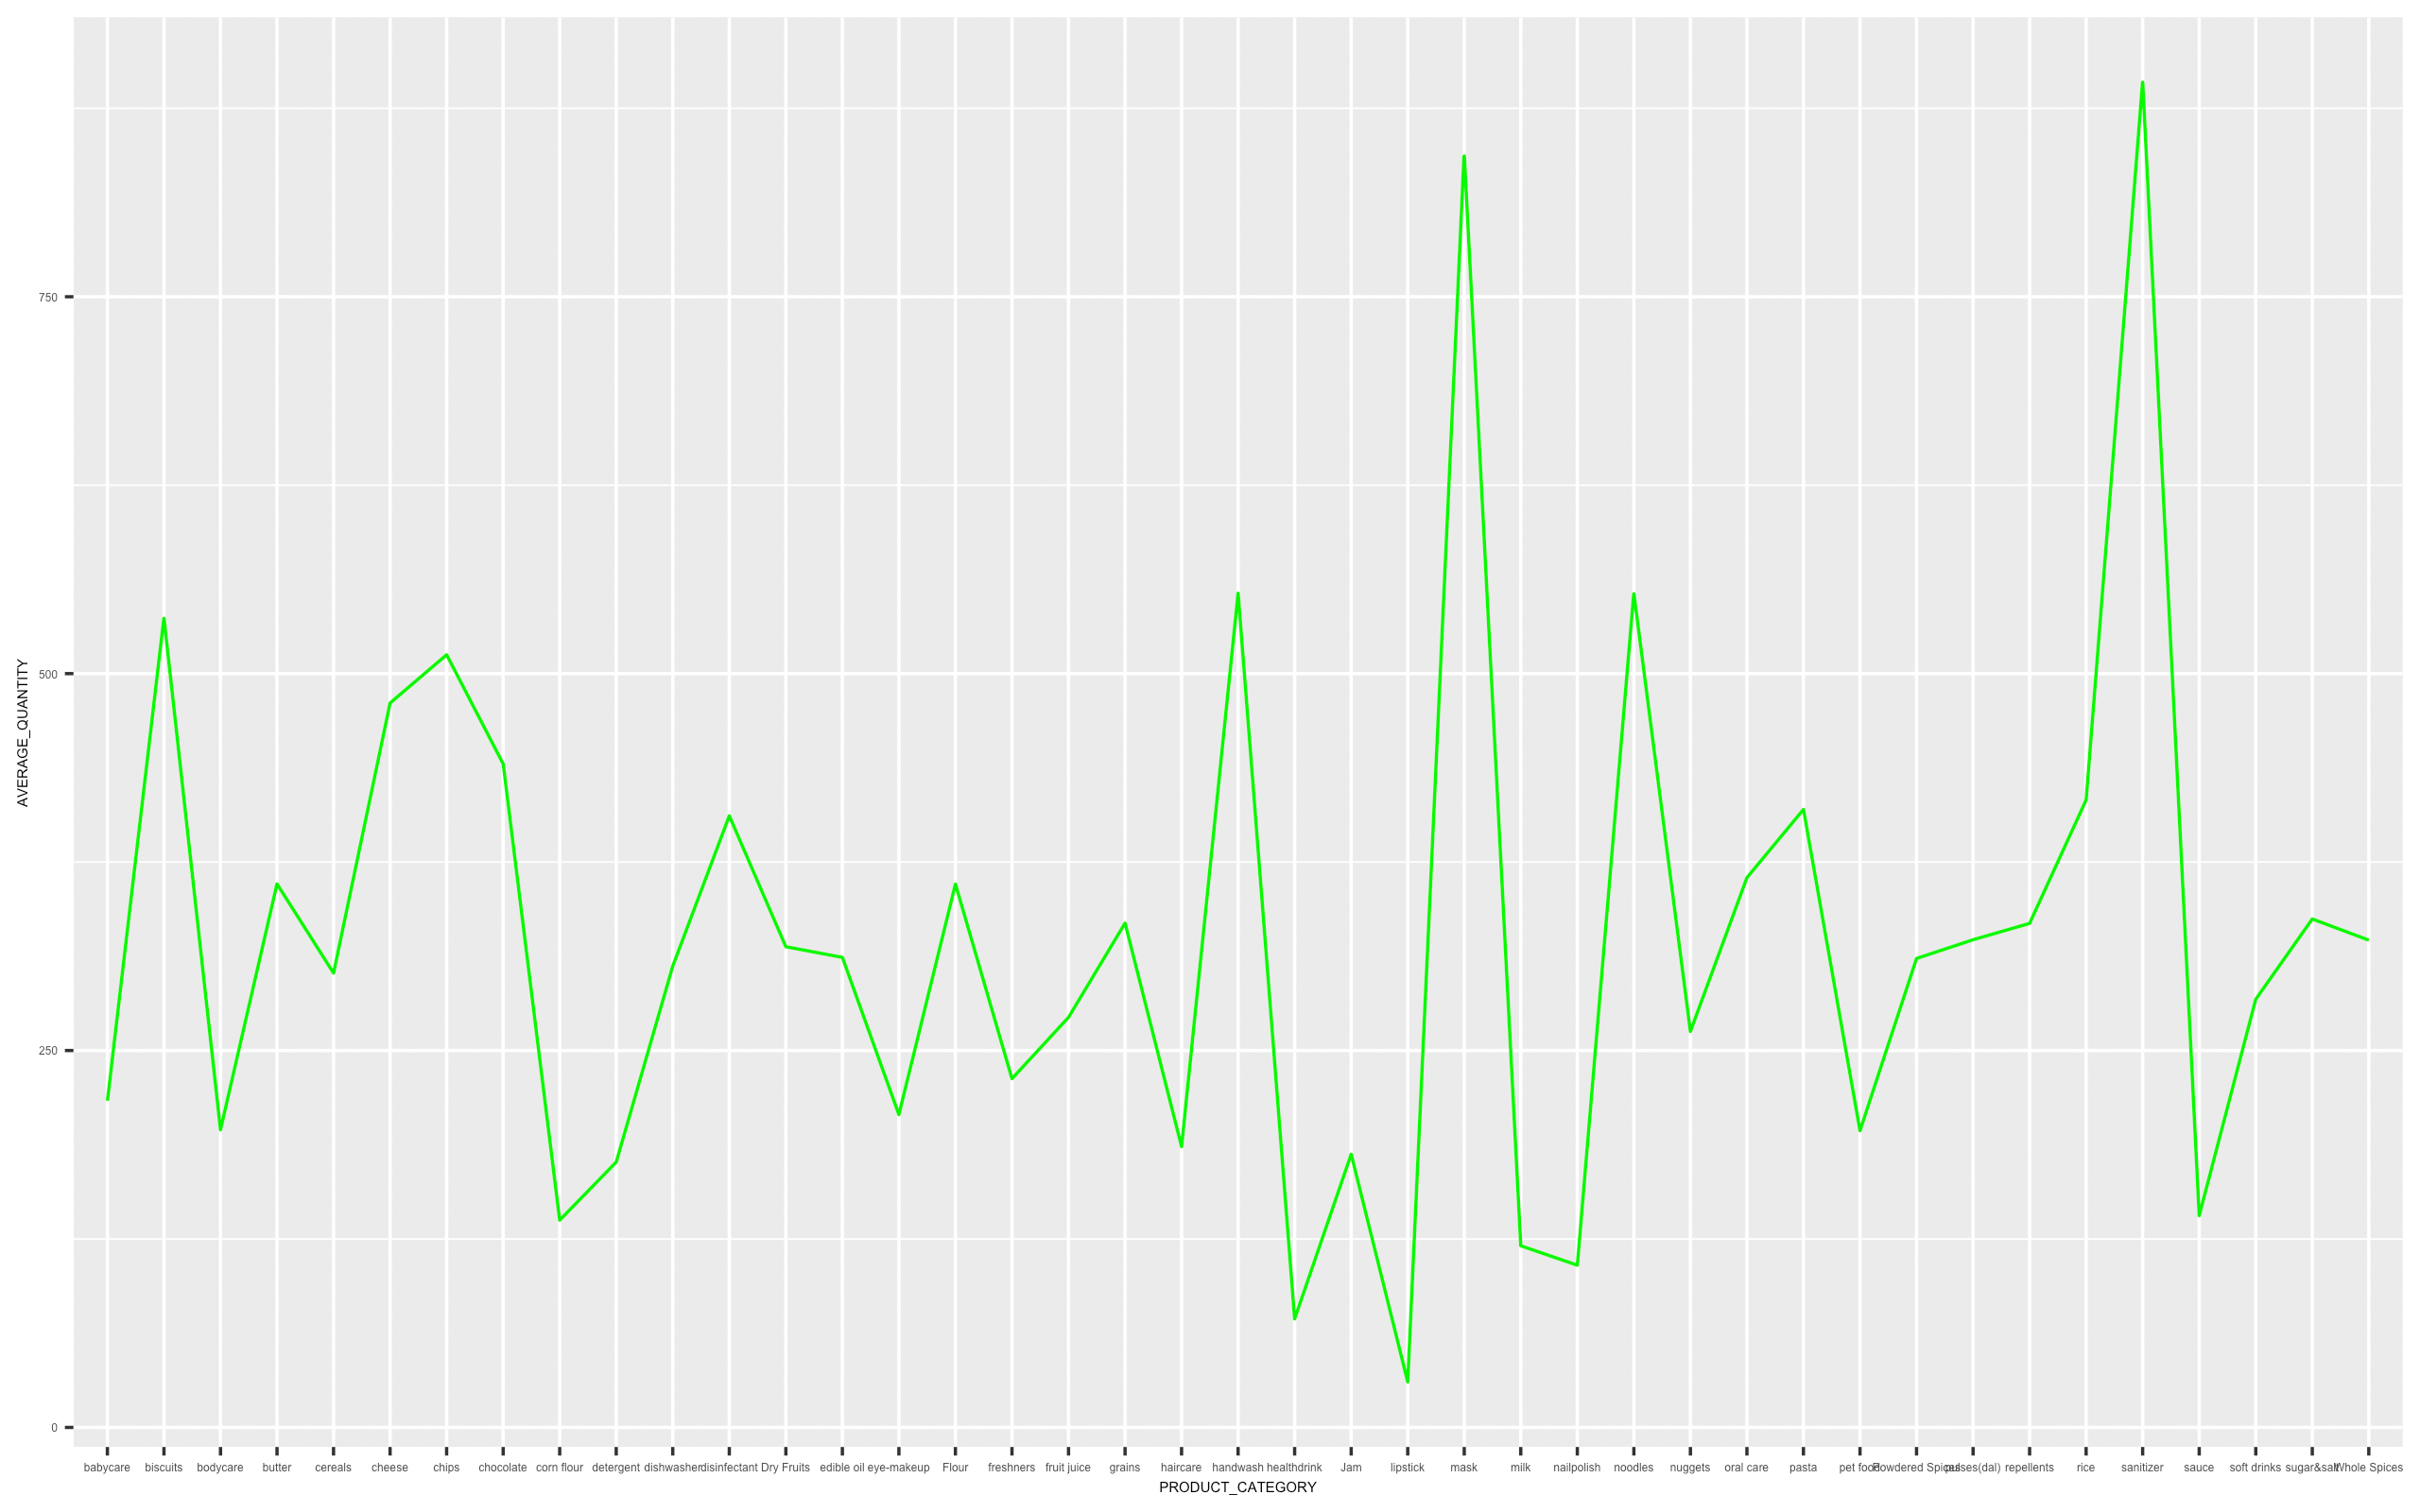 AVERAGE_QUANTITY
750
500
250
0
babycare biscuits bodycare butter cereals cheese chips chocolate corn flour detergent dishwasher disinfectant Dry Fruits edible oil eye-makeup Flour freshners fruit juice grains haircare handwash healthdrink Jam lipstick mask milk nailpolish noodles nuggets oral care pasta pet food Powdered Spices pulses(dal) repellents rice sanitizer sauce soft drinks sugar&salt Whole Spices
PRODUCT_CATEGORY